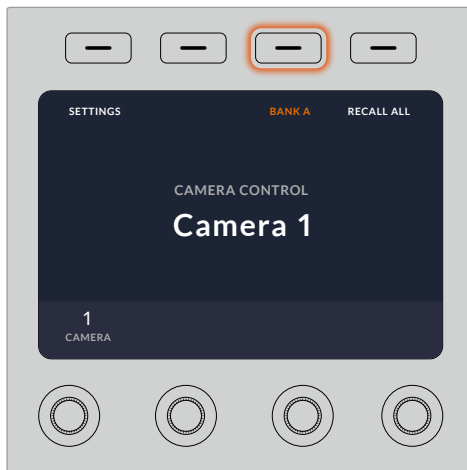 SETTINGS BANK A RECALL ALL
CAMERA CONTROL
Camera 1
1
CAMERA